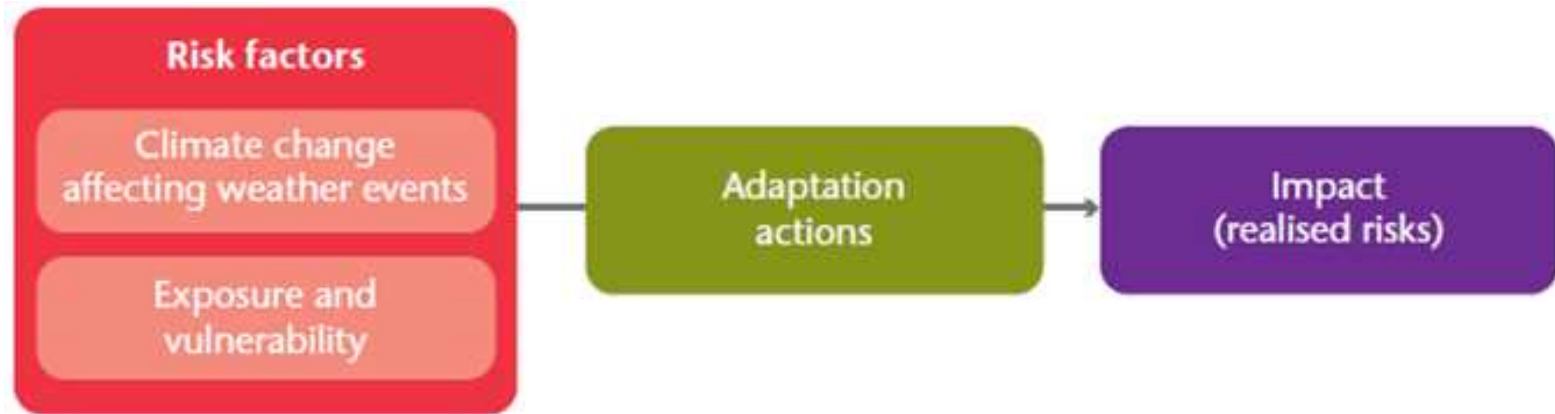 Risk factors
Climate change
affecting weather events
Exposure and
vulnerability
Adaptation
actions
Impact
(realised risks)